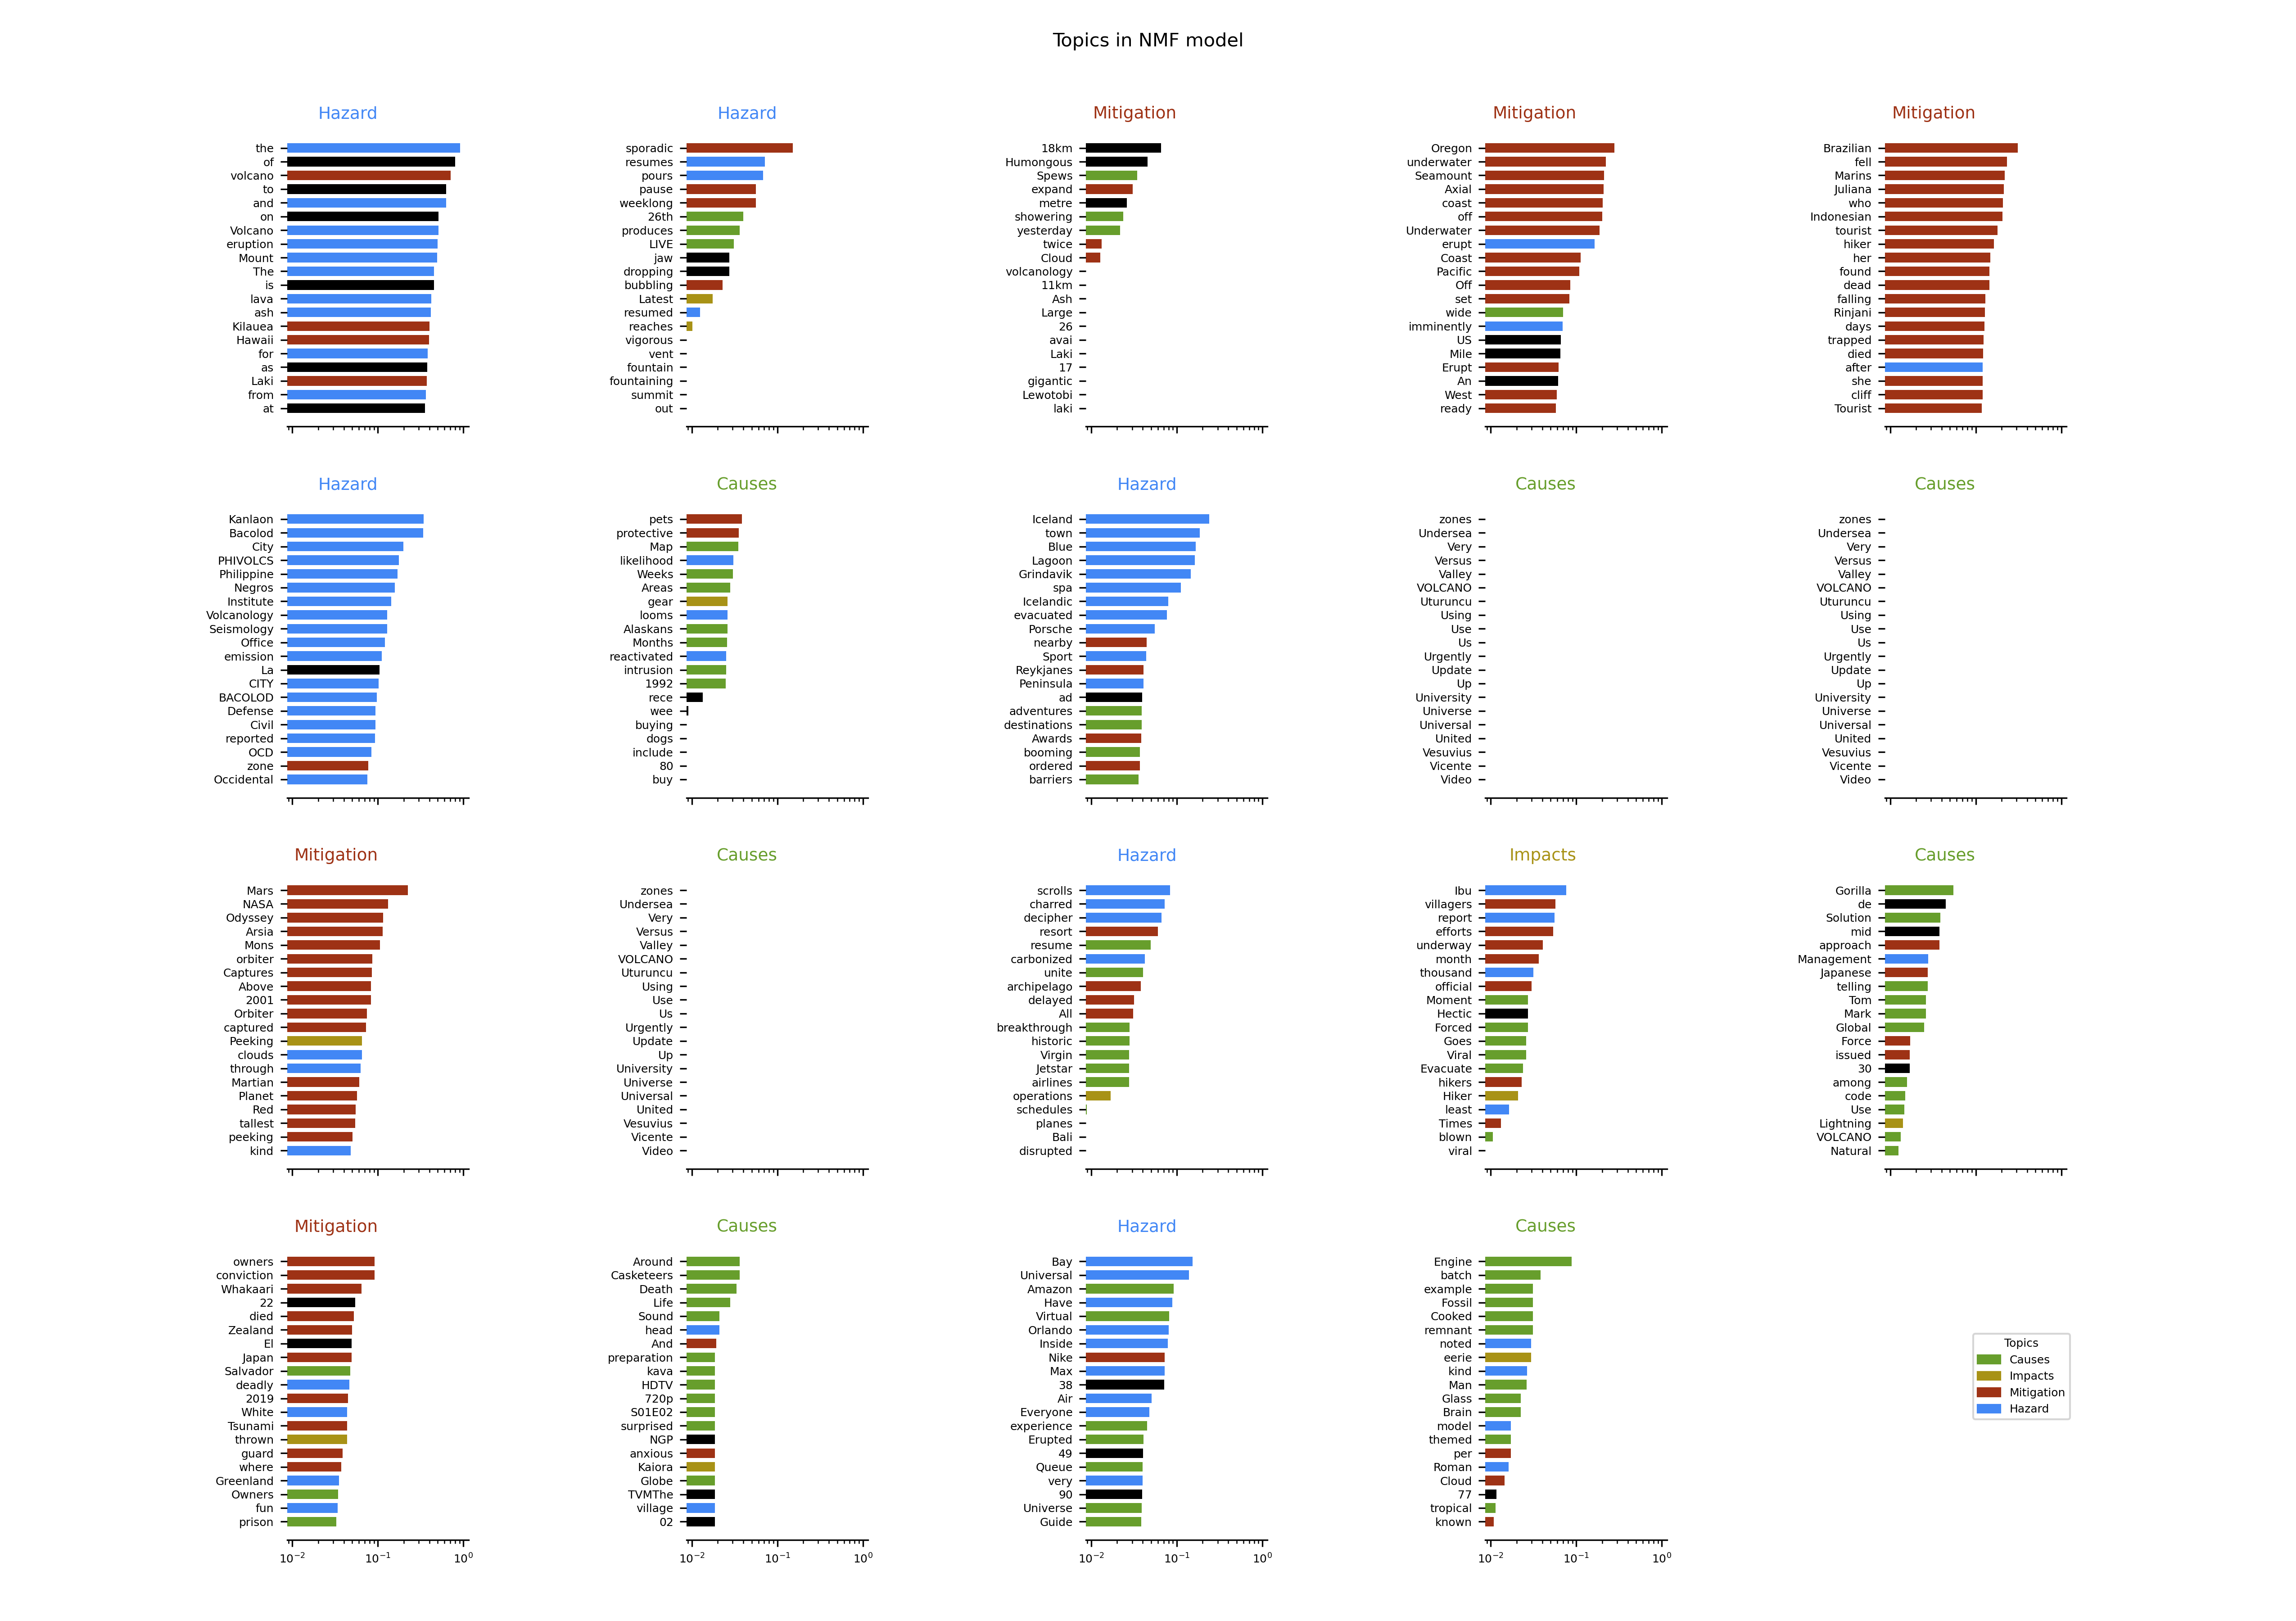 Topics in NMF model
Hazard
the
of
volcano
to
and
on
Volcano
eruption
Mount
The
is
lava
ash
Kilauea
Hawaii
for
as
Laki
from
at
Hazard
sporadic
resumes
pours
pause
weeklong
26th
produces
LIVE
jaw
dropping
bubbling
Latest
resumed
reaches
vigorous
vent
fountain
fountaining
summit
out
Mitigation
18km
Humongous
Spews
expand
metre
showering
yesterday
twice
Cloud
volcanology
11km
Ash
Large
26
avai
Laki
17
gigantic
Lewotobi
laki
Mitigation
Oregon
underwater
Seamount
Axial
coast
off
Underwater
erupt
Coast
Pacific
Off
set
wide
imminently
US
Mile
Erupt
An
West
ready
Mitigation
Brazilian
fell
Marins
Juliana
who
Indonesian
tourist
hiker
her
found
dead
falling
Rinjani
days
trapped
died
after
she
cliff
Tourist
Hazard
Kanlaon
Bacolod
City
PHIVOLCS
Philippine
Negros
Institute
Volcanology
Seismology
Office
emission
La
CITY
BACOLOD
Defense
Civil
reported
OCD
zone
Occidental
Causes
pets
protective
Map
likelihood
Weeks
Areas
gear
looms
Alaskans
Months
reactivated
intrusion
1992
rece
wee
buying
dogs
include
80
buy
Hazard
Iceland
town
Blue
Lagoon
Grindavik
spa
Icelandic
evacuated
Porsche
nearby
Sport
Reykjanes
Peninsula
ad
adventures
destinations
Awards
booming
ordered
barriers
Causes
zones
Undersea
Very
Versus
Valley
VOLCANO
Uturuncu
Using
Use
Us
Urgently
Update
Up
University
Universe
Universal
United
Vesuvius
Vicente
Video
Causes
zones
Undersea
Very
Versus
Valley
VOLCANO
Uturuncu
Using
Use
Us
Urgently
Update
Up
University
Universe
Universal
United
Vesuvius
Vicente
Video
Mitigation
Mars
NASA
Odyssey
Arsia
Mons
orbiter
Captures
Above
2001
Orbiter
captured
Peeking
clouds
through
Martian
Planet
Red
tallest
peeking
kind
Causes
zones
Undersea
Very
Versus
Valley
VOLCANO
Uturuncu
Using
Use
Us
Urgently
Update
Up
University
Universe
Universal
United
Vesuvius
Vicente
Video
Hazard
scrolls
charred
decipher
resort
resume
carbonized
unite
archipelago
delayed
All
breakthrough
historic
Virgin
Jetstar
airlines
operations
schedules
planes
Bali
disrupted
Impacts
Ibu
villagers
report
efforts
underway
month
thousand
official
Moment
Hectic
Forced
Goes
Viral
Evacuate
hikers
Hiker
least
Times
blown
viral
Causes
Gorilla
de
Solution
mid
approach
Management
Japanese
telling
Tom
Mark
Global
Force
issued
30
among
code
Use
Lightning
VOLCANO
Natural
Mitigation
owners
conviction
Whakaari
22
died
Zealand
El
Japan
Salvador
deadly
2019
White
Tsunami
thrown
guard
where
Greenland
Owners
fun
prison
10⁻² 10⁻¹ 10⁰
Causes
Around
Casketeers
Death
Life
Sound
head
And
preparation
kava
HDTV
720p
S01E02
surprised
NGP
anxious
Kaiora
Globe
TVMThe
village
02
10⁻² 10⁻¹ 10⁰
Hazard
Bay
Universal
Amazon
Have
Virtual
Orlando
Inside
Nike
Max
38
Air
Everyone
experience
Erupted
49
Queue
very
90
Universe
Guide
10⁻² 10⁻¹ 10⁰
Causes
Engine
batch
example
Fossil
Cooked
remnant
noted
eerie
kind
Man
Glass
Brain
model
themed
per
Roman
Cloud
77
tropical
known
10⁻² 10⁻¹ 10⁰
Topics
Causes
Impacts
Mitigation
Hazard